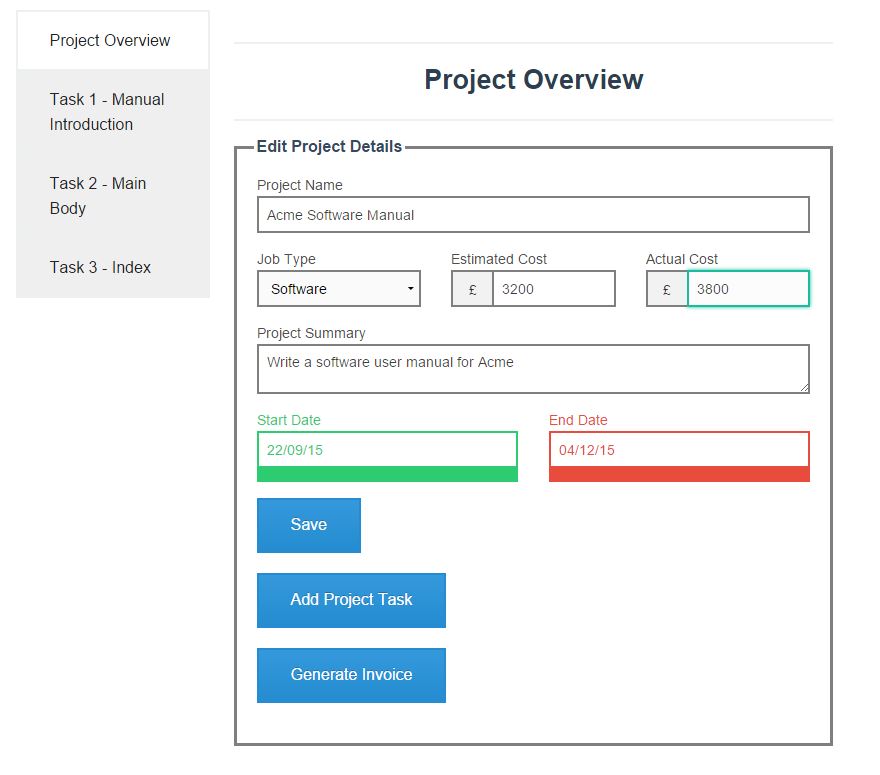 Project Overview
Task 1 - Manual
Introduction
Task 2 - Main
Body
Task 3 - Index
Project Overview
Edit Project Details
Project Name
Acme Software Manual
Job Type Estimated Cost Actual Cost
Software £ 3200 £ 3800
Project Summary
Write a software user manual for Acme
Start Date End Date
22/09/15 04/12/15
Save
Add Project Task
Generate Invoice